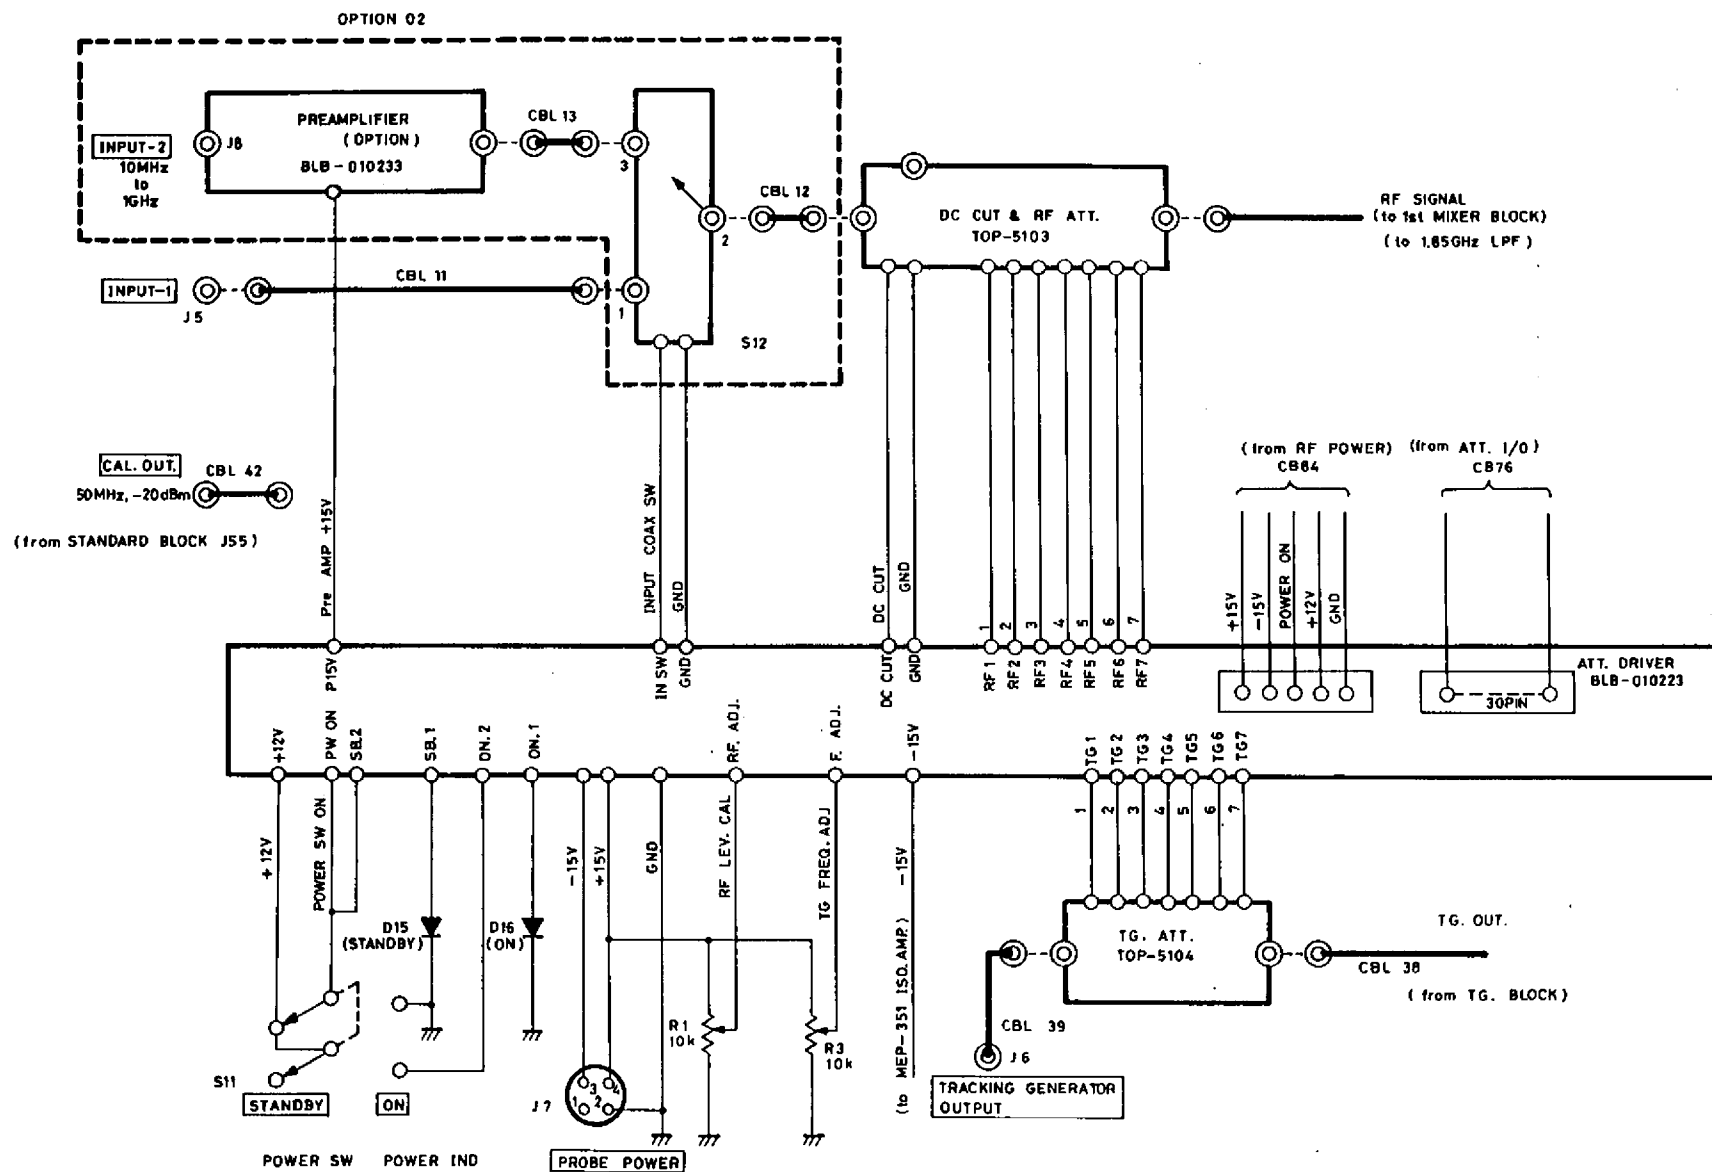 OPTION 02
PREAMPLIFIER
(OPTION)
BLB-010233
INPUT-2
10MHz
to
1GHz
J8
CBL 13
3
2
1
CBL 12
DC CUT & RF ATT.
TOP-5103
RF SIGNAL
(to 1st MIXER BLOCK)
(to 1.85GHz LPF)
INPUT-1
J5
CBL 11
S12
CAL. OUT.
CBL 42
50MHz, -20dBm
(from STANDARD BLOCK J55)
Pre AMP +15V
INPUT COAX SW
GND
DC CUT
GND
1
2
3
4
5
6
7
(from RF POWER)
CB64
(from ATT. I/O)
CB76
+15V
-15V
POWER ON
+12V
GND
P15V
IN SW
GND
DC CUT
GND
RF1
RF2
RF3
RF4
RF5
RF6
RF7
30PIN
ATT. DRIVER
BLB-010223
+12V
PW ON
SB.2
SB.1
ON.2
ON.1
RF. ADJ.
F. ADJ.
-15V
TG1
TG2
TG3
TG4
TG5
TG6
TG7
+12V
POWER SW ON
-15V
+15V
GND
RF LEV. CAL
TG FREQ. ADJ
(to MEP-351 ISO. AMP.) -15V
1
2
3
4
5
6
7
D15
(STANDBY)
D16
(ON)
TG. ATT.
TOP-5104
TG. OUT.
CBL 38
(from TG. BLOCK)
CBL 39
J6
TRACKING GENERATOR
OUTPUT
R1
10k
R3
10k
S11
STANDBY
ON
J7
3
4
1
2
POWER SW
POWER IND
PROBE POWER